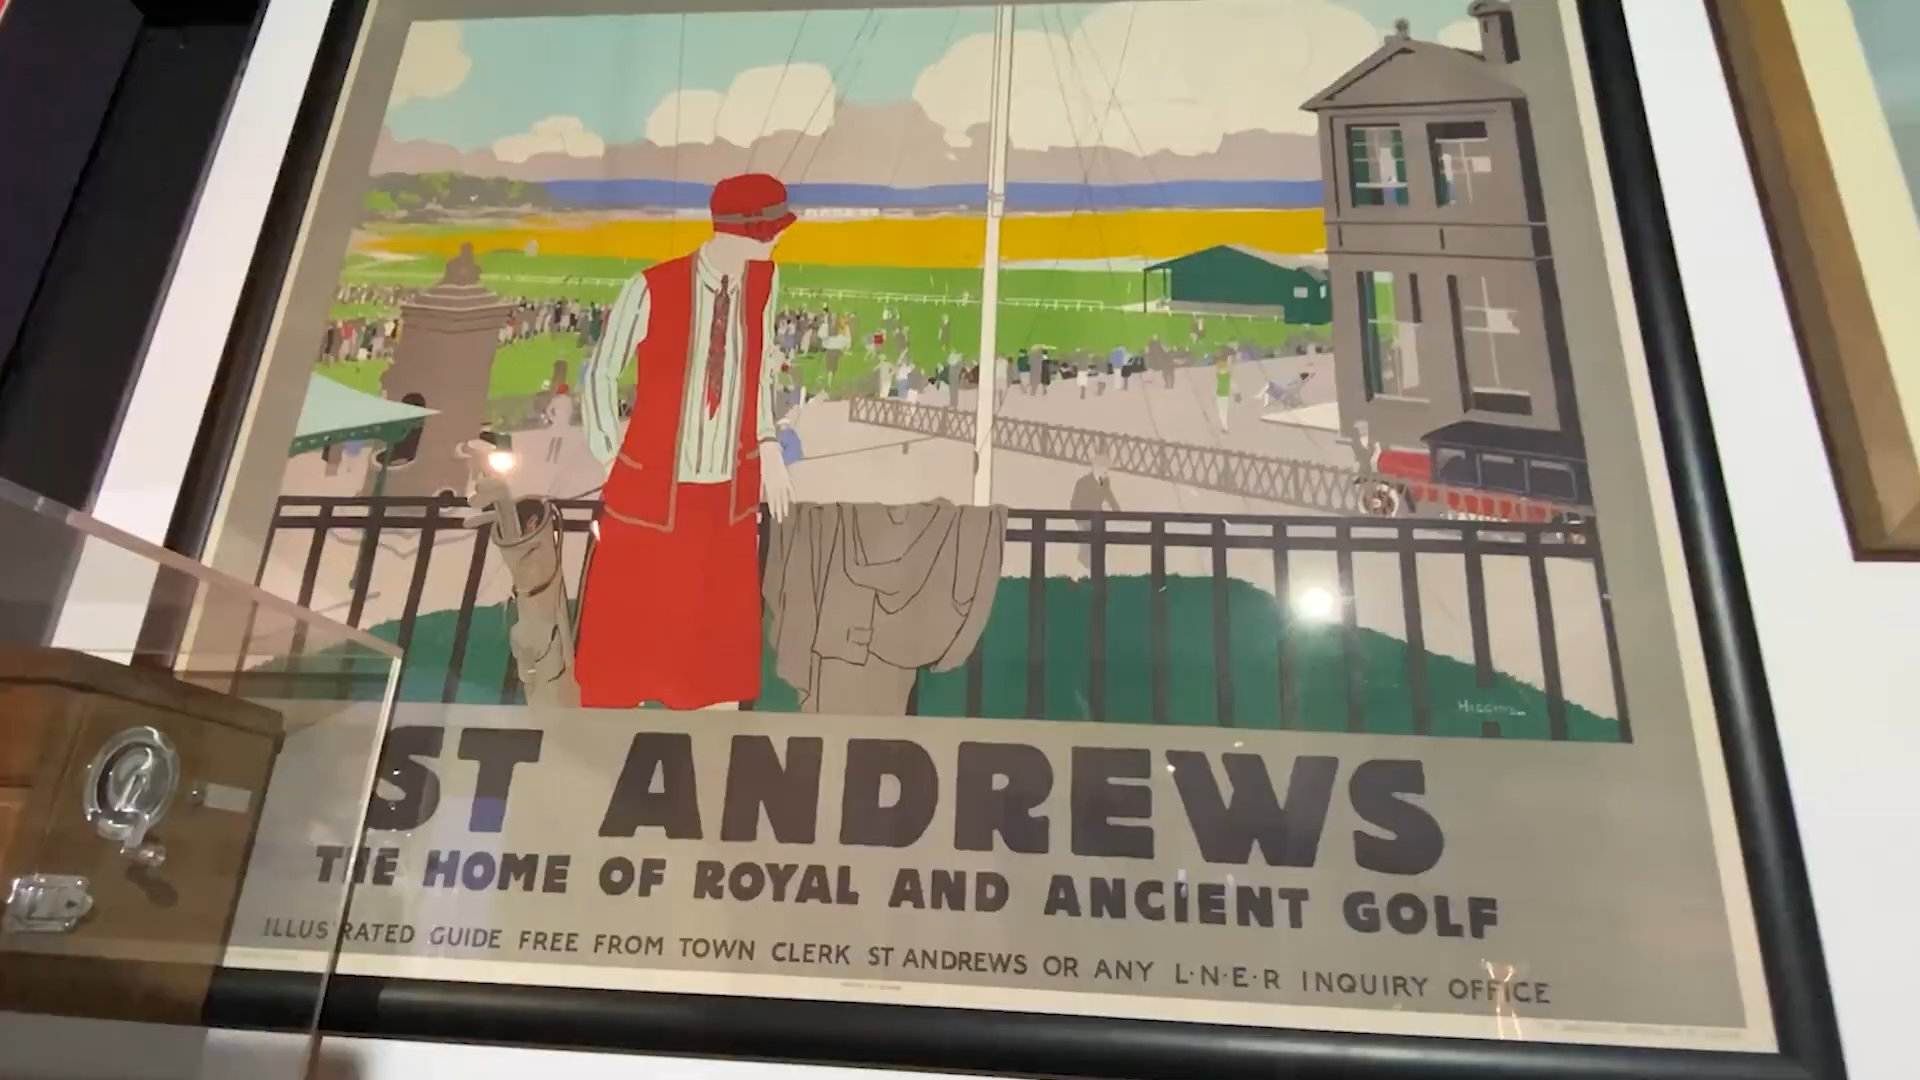 HIGGINS
ST ANDREWS
THE HOME OF ROYAL AND ANCIENT GOLF
ILLUSTRATED GUIDE FREE FROM TOWN CLERK ST ANDREWS OR ANY L·N·E·R INQUIRY OFFICE